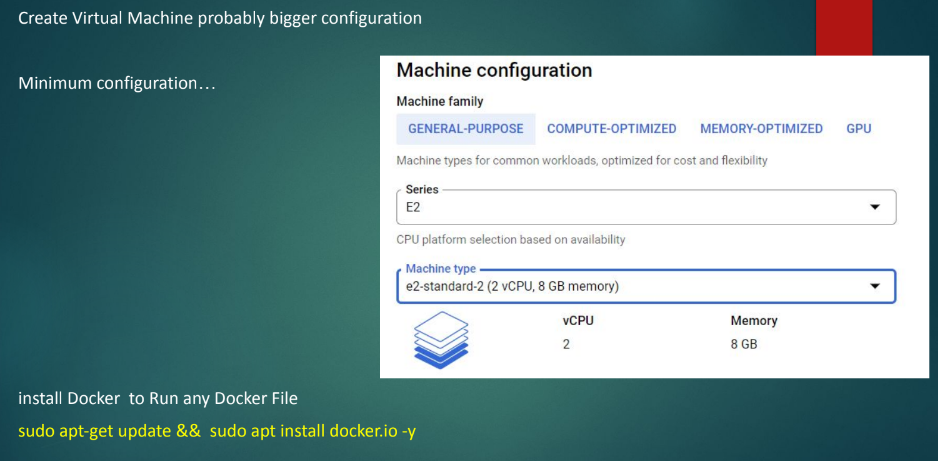 Create Virtual Machine probably bigger configuration
Minimum configuration…
Machine configuration
Machine family
GENERAL-PURPOSE COMPUTE-OPTIMIZED MEMORY-OPTIMIZED GPU
Machine types for common workloads, optimized for cost and flexibility
Series
E2
CPU platform selection based on availability
Machine type
e2-standard-2 (2 vCPU, 8 GB memory)
vCPU Memory
2 8 GB
install Docker  to Run any Docker File
sudo apt-get update &&  sudo apt install docker.io -y